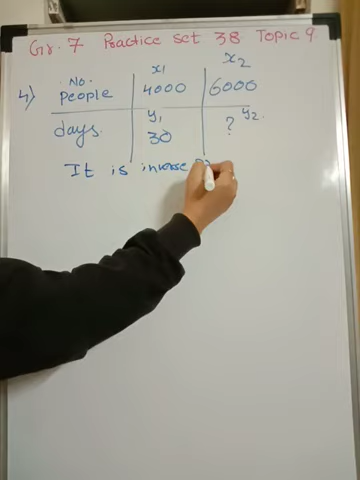 Gr. 7 Practice set 38 Topic 9
x1 x2
4) No. People 4000 6000
y1 y2.
days. 30 ?
It is inverse